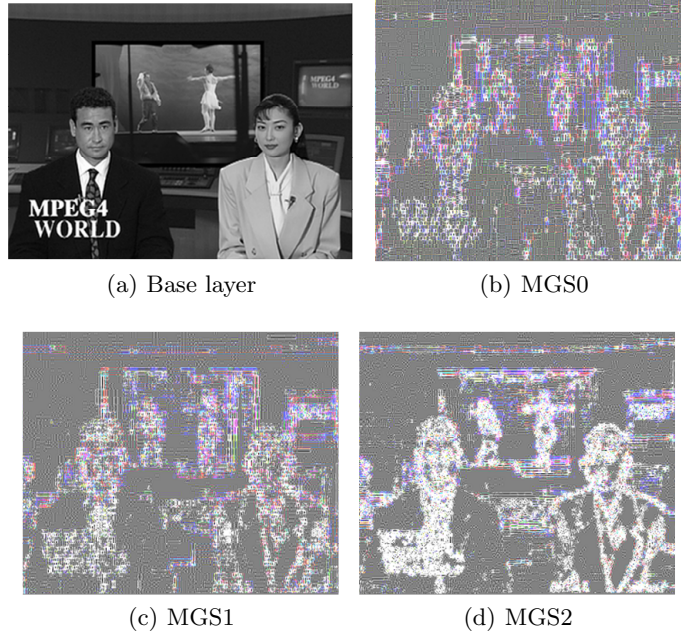 MPEG4
WORLD
MPEG4
WORLD
(a) Base layer
(b) MGS0
(c) MGS1
(d) MGS2